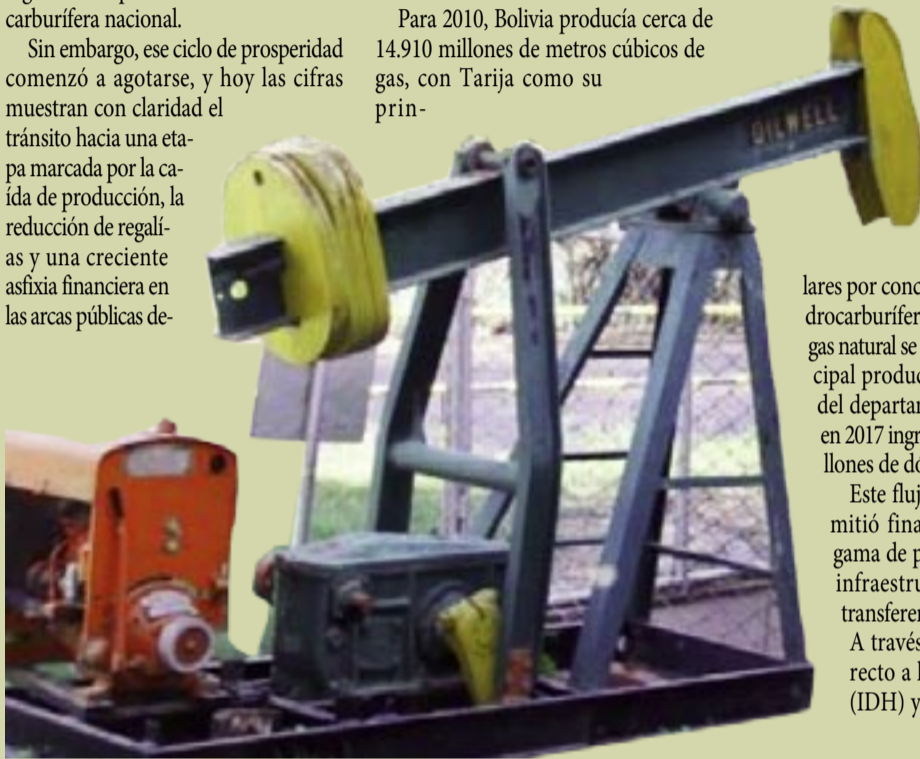 carburífera nacional.
Sin embargo, ese ciclo de prosperidad
comenzó a agotarse, y hoy las cifras
muestran con claridad el
tránsito hacia una eta-
pa marcada por la ca-
ída de producción, la
reducción de regalí-
as y una creciente
asfixia financiera en
las arcas públicas de-
Para 2010, Bolivia producía cerca de
14.910 millones de metros cúbicos de
gas, con Tarija como su
prin-
OILWELL
8
lares por conc
drocarburífer
gas natural se
cipal produc
del departar
en 2017 ingr
llones de dó
Este fluj
mitió fina
gama de p
infraestru
transferer
A travé
recto a
(IDH) y